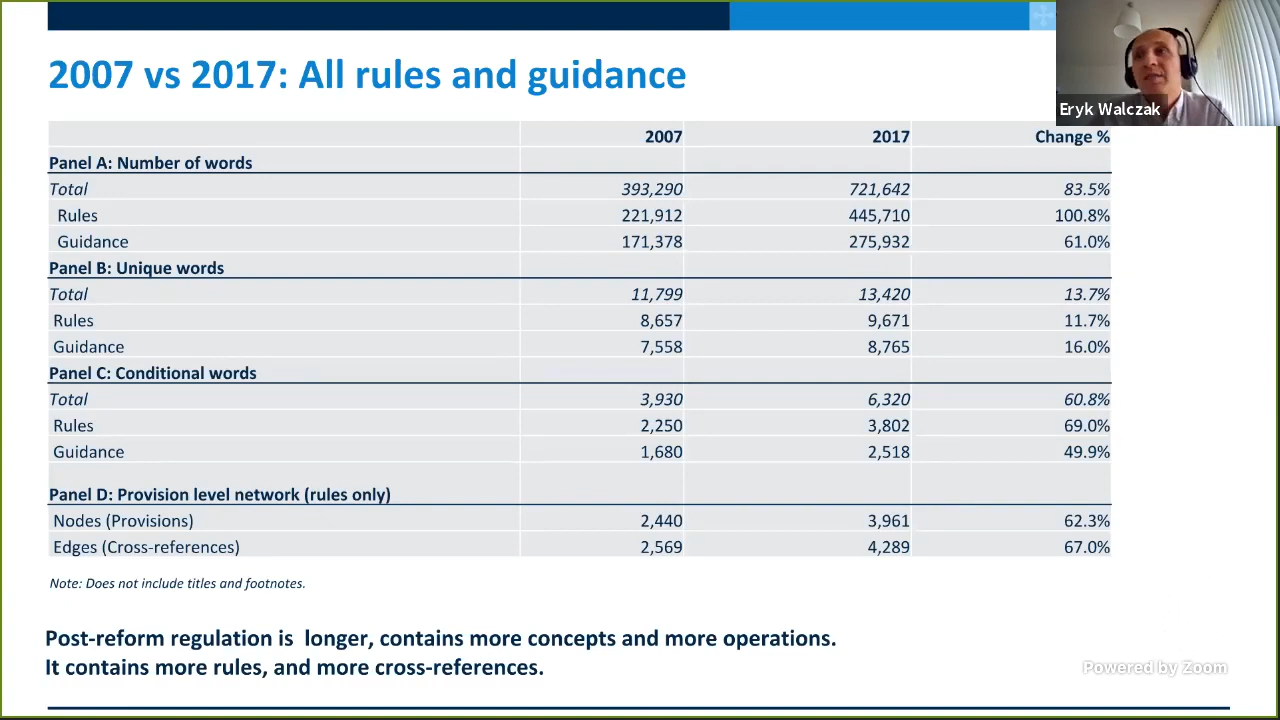 2007 vs 2017: All rules and guidance
Eryk Walczak
2007 2017 Change %
Panel A: Number of words
Total 393,290 721,642 83.5%
Rules 221,912 445,710 100.8%
Guidance 171,378 275,932 61.0%
Panel B: Unique words
Total 11,799 13,420 13.7%
Rules 8,657 9,671 11.7%
Guidance 7,558 8,765 16.0%
Panel C: Conditional words
Total 3,930 6,320 60.8%
Rules 2,250 3,802 69.0%
Guidance 1,680 2,518 49.9%
Panel D: Provision level network (rules only)
Nodes (Provisions) 2,440 3,961 62.3%
Edges (Cross-references) 2,569 4,289 67.0%
Note: Does not include titles and footnotes.
Post-reform regulation is longer, contains more concepts and more operations.
It contains more rules, and more cross-references.
Powered by Zoom